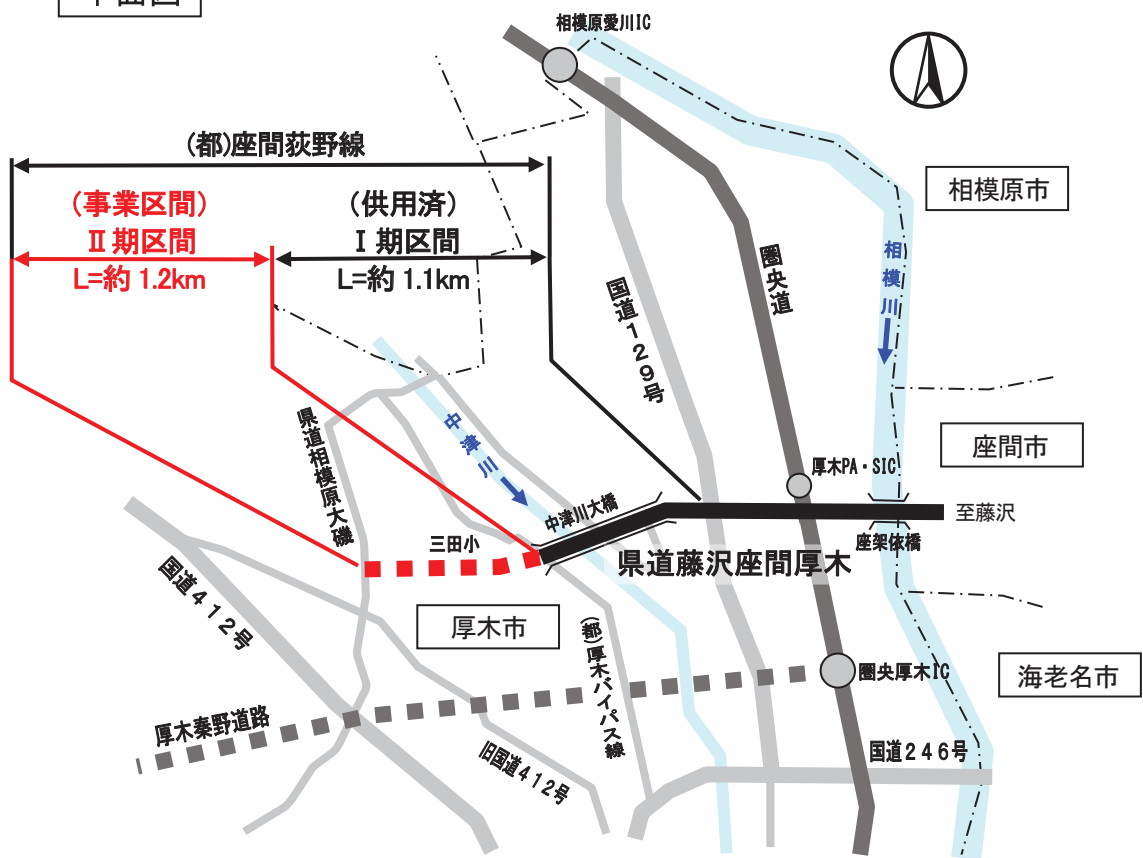 平面図
相模原愛川IC
(都)座間荻野線
(事業区間)
Ⅱ期区間
L=約 1.2km
(供用済)
Ⅰ期区間
L=約 1.1km
相模原市
相模川
圏央道
国道129号
中津川
県道相模原大磯
座間市
厚木PA・SIC
中津川大橋
至藤沢
座架依橋
三田小
県道藤沢座間厚木
国道412号
厚木市
(都)厚木バイパス線
海老名市
圏央厚木IC
厚木秦野道路
旧国道412号
国道246号